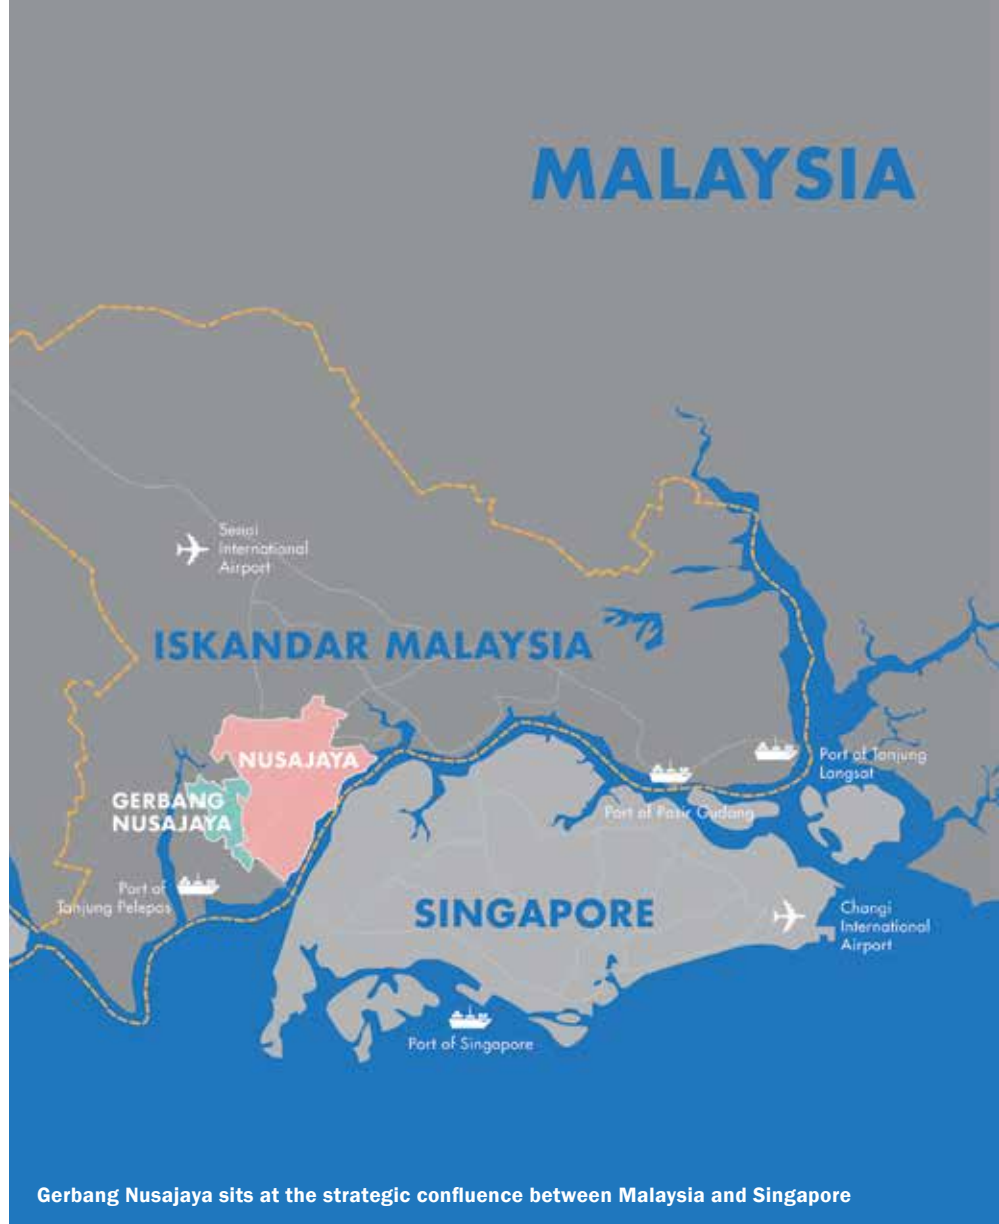 MALAYSIA
Senai
International
Airport
ISKANDAR MALAYSIA
NUSAJAYA
GERBANG
NUSAJAYA
Port of Tanjung
Langsat
Port of Pasir Gudang
Port of
Tanjung Pelepas
SINGAPORE
Changi
International
Airport
Port of Singapore
Gerbang Nusajaya sits at the strategic confluence between Malaysia and Singapore